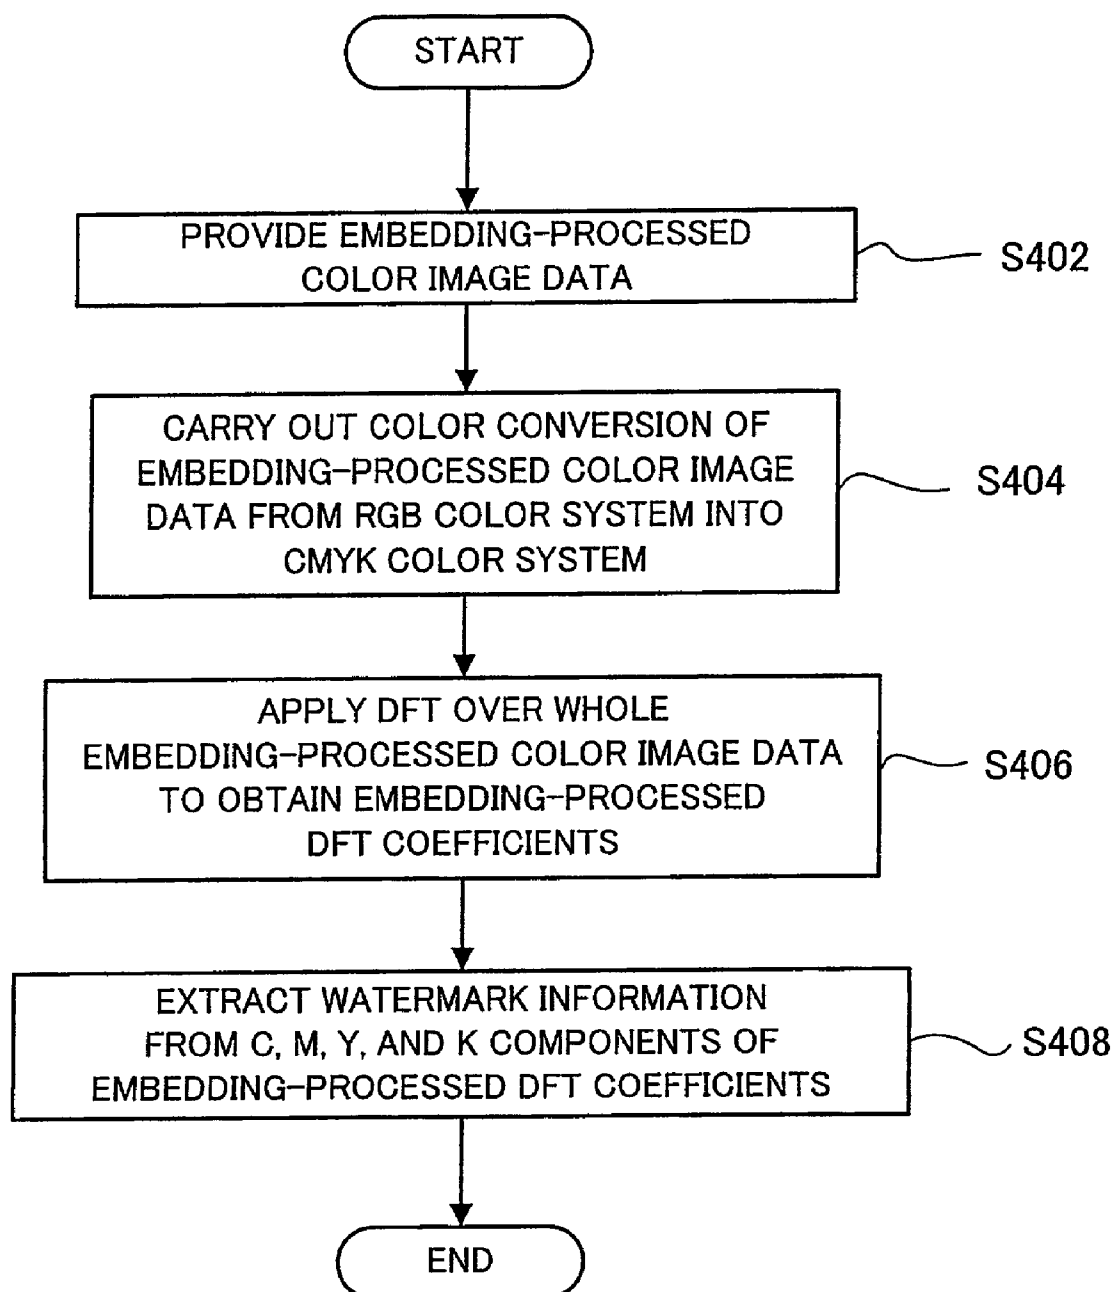 START
PROVIDE EMBEDDING-PROCESSED
COLOR IMAGE DATA
S402
CARRY OUT COLOR CONVERSION OF
EMBEDDING-PROCESSED COLOR IMAGE
DATA FROM RGB COLOR SYSTEM INTO
CMYK COLOR SYSTEM
S404
APPLY DFT OVER WHOLE
EMBEDDING-PROCESSED COLOR IMAGE DATA
TO OBTAIN EMBEDDING-PROCESSED
DFT COEFFICIENTS
S406
EXTRACT WATERMARK INFORMATION
FROM C, M, Y, AND K COMPONENTS OF
EMBEDDING-PROCESSED DFT COEFFICIENTS
S408
END